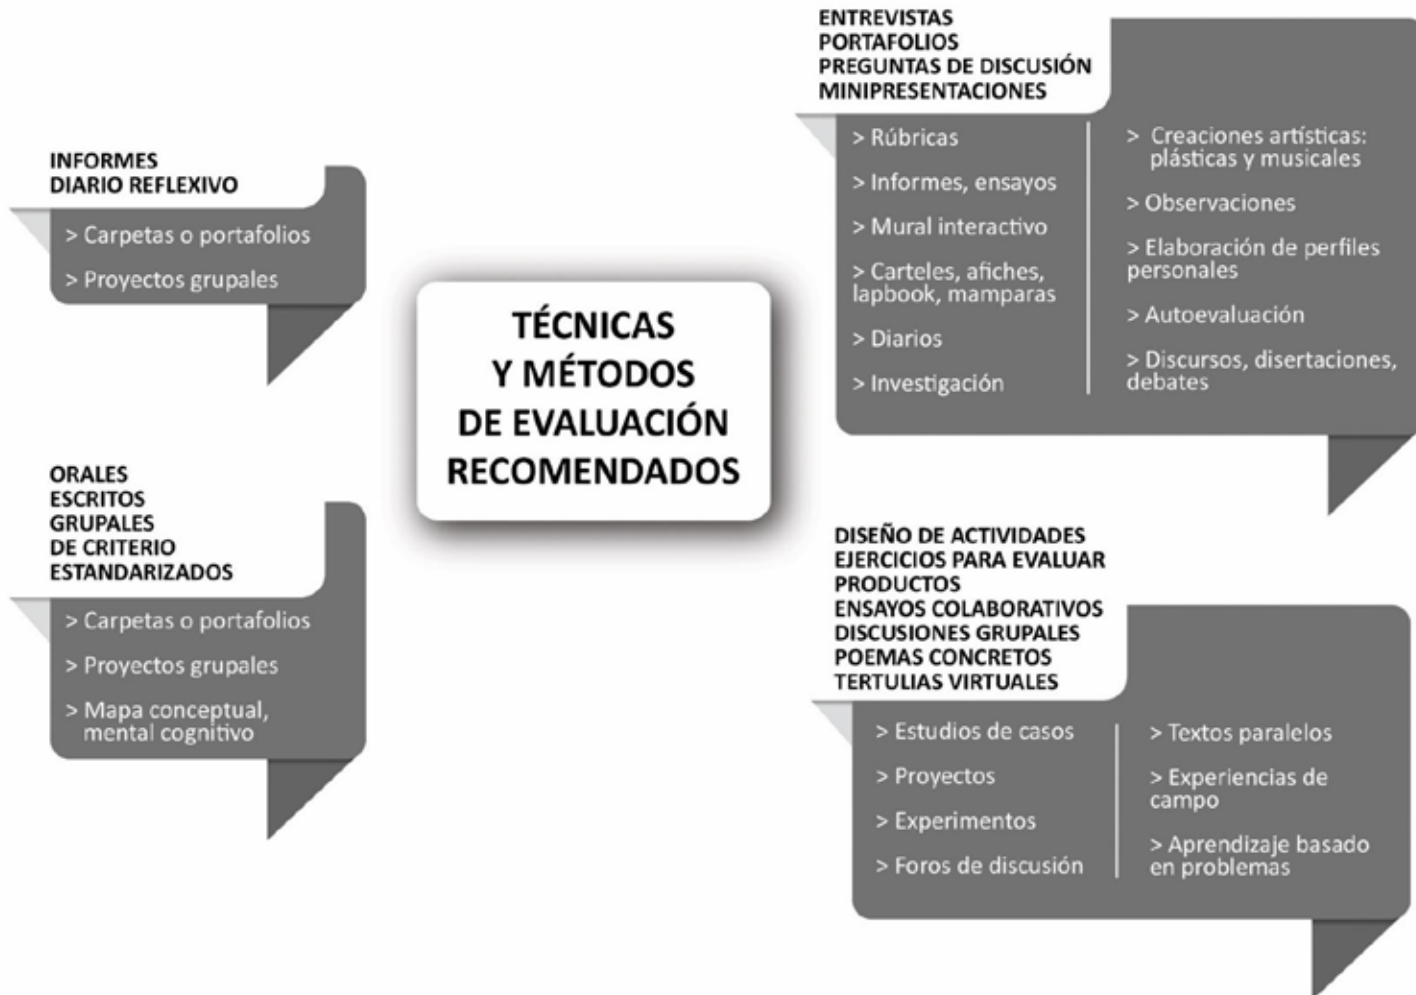 INFORMES
DIARIO REFLEXIVO
> Carpetas o portafolios
> Proyectos grupales
ORALES
ESCRITOS
GRUPALES
DE CRITERIO
ESTANDARIZADOS
> Carpetas o portafolios
> Proyectos grupales
> Mapa conceptual,
mental cognitivo
TÉCNICAS
Y MÉTODOS
DE EVALUACIÓN
RECOMENDADOS
ENTREVISTAS
PORTAFOLIOS
PREGUNTAS DE DISCUSIÓN
MINIPRESENTACIONES
> Rúbricas
> Informes, ensayos
> Mural interactivo
> Carteles, afiches,
lapbook, mamparas
> Diarios
> Investigación
> Creaciones artísticas:
plásticas y musicales
> Observaciones
> Elaboración de perfiles
personales
> Autoevaluación
> Discursos, disertaciones,
debates
DISEÑO DE ACTIVIDADES
EJERCICIOS PARA EVALUAR
PRODUCTOS
ENSAYOS COLABORATIVOS
DISCUSIONES GRUPALES
POEMAS CONCRETOS
TERTULIAS VIRTUALES
> Estudios de casos
> Proyectos
> Experimentos
> Foros de discusión
> Textos paralelos
> Experiencias de
campo
> Aprendizaje basado
en problemas